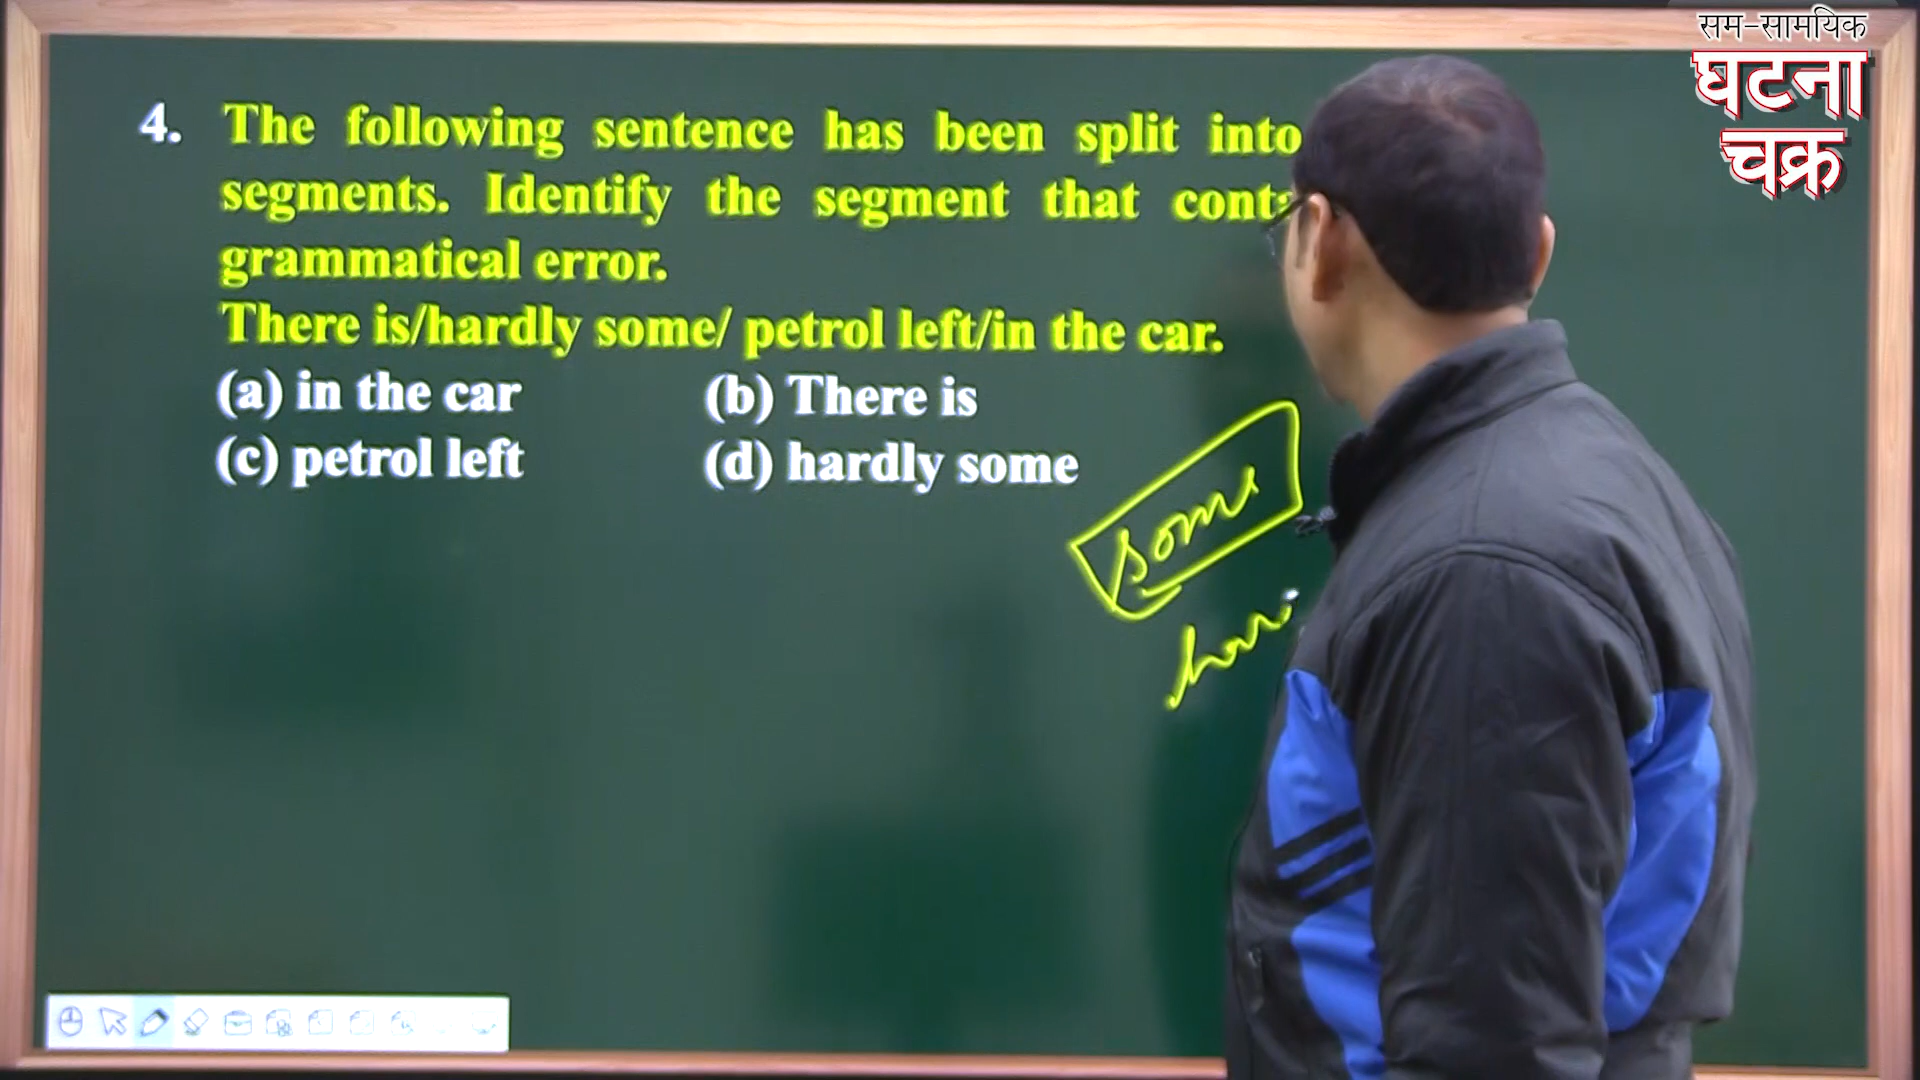 सम-सामयिक
घटना
चक्र
4. The following sentence has been split into
segments. Identify the segment that
grammatical error.
There is/hardly some/ petrol left/in the car.
(a) in the car (b) There is
(c) petrol left (d) hardly some
some